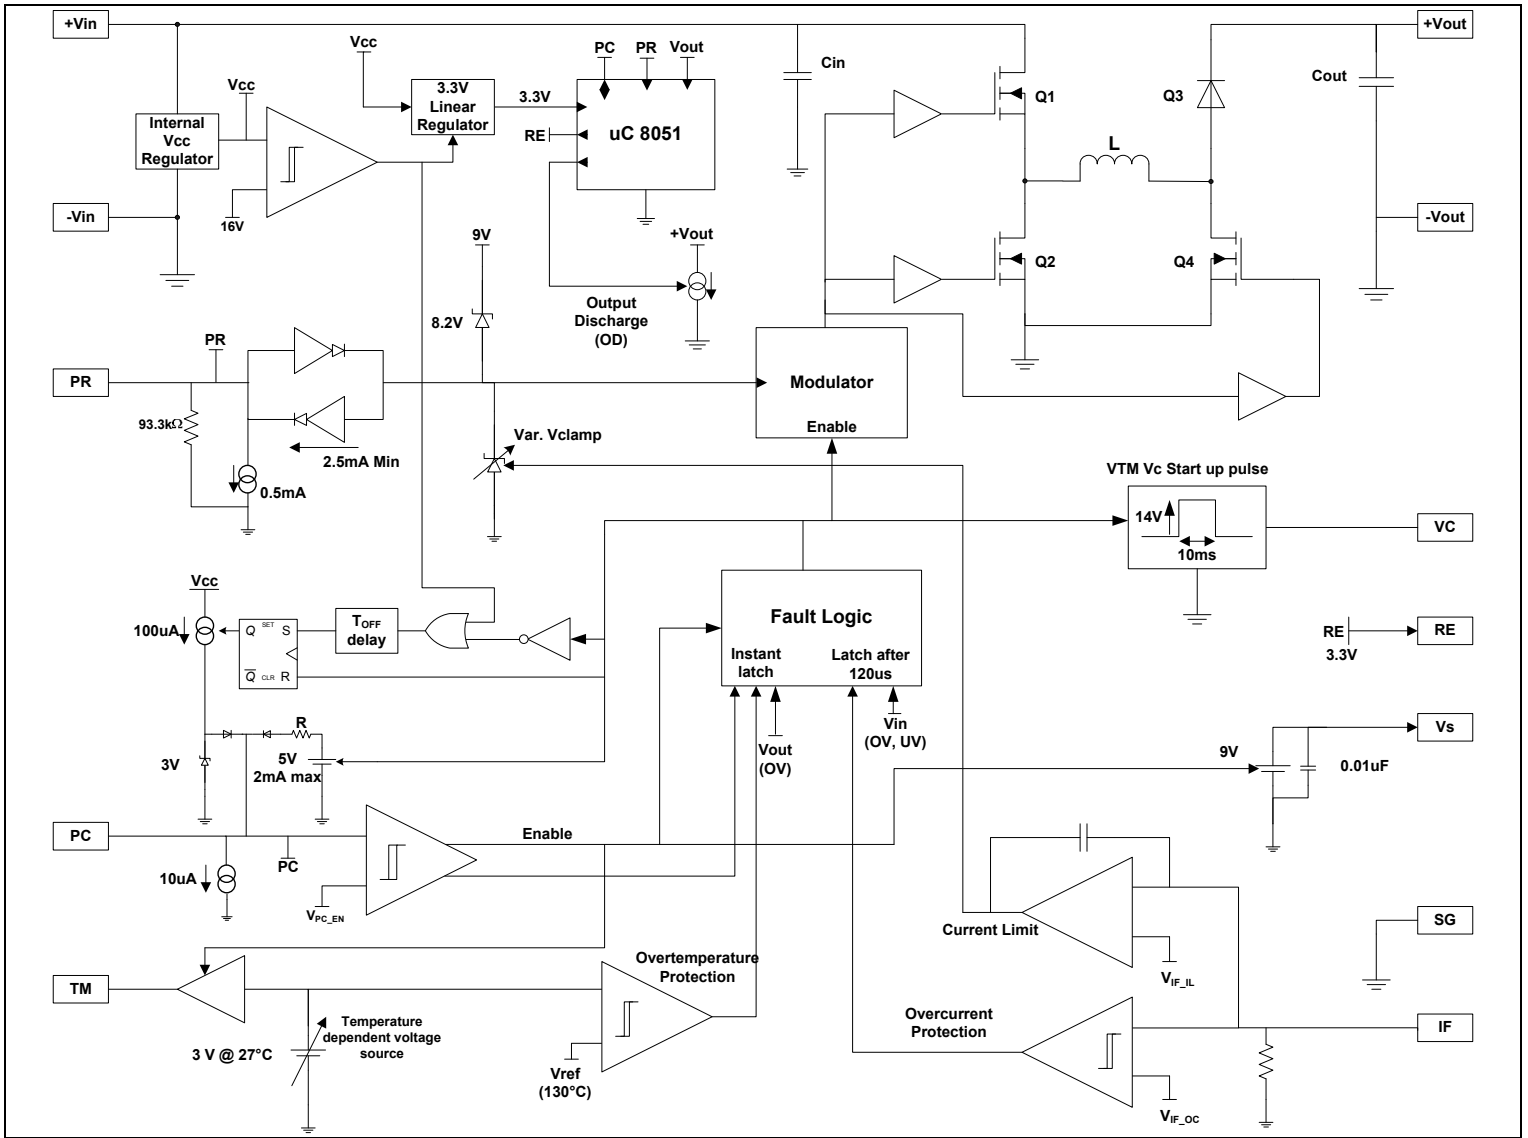 +Vin
+Vout
Vcc
PC
PR
Vout
Cin
Cout
Vcc
3.3V
Linear
Regulator
3.3V
uC 8051
RE
Q1
Q3
Internal
Vcc
Regulator
L
-Vin
16V
-Vout
9V
+Vout
Q2
Q4
8.2V
Output
Discharge
(OD)
PR
PR
Modulator
Enable
93.3kΩ
2.5mA Min
0.5mA
Var. Vclamp
VTM Vc Start up pulse
14V
10ms
VC
Vcc
100uA
Q
SET
S
Q
CLR
R
TOFF
delay
Fault Logic
Instant
latch
Latch after
120us
RE
3.3V
RE
R
3V
5V
2mA max
Vout
(OV)
Vin
(OV, UV)
9V
0.01uF
Vs
PC
PC
10uA
VPC_EN
Enable
Current Limit
VIF_IL
SG
TM
3 V @ 27°C
Temperature
dependent voltage
source
Overtemperature
Protection
Vref
(130°C)
Overcurrent
Protection
VIF_OC
IF